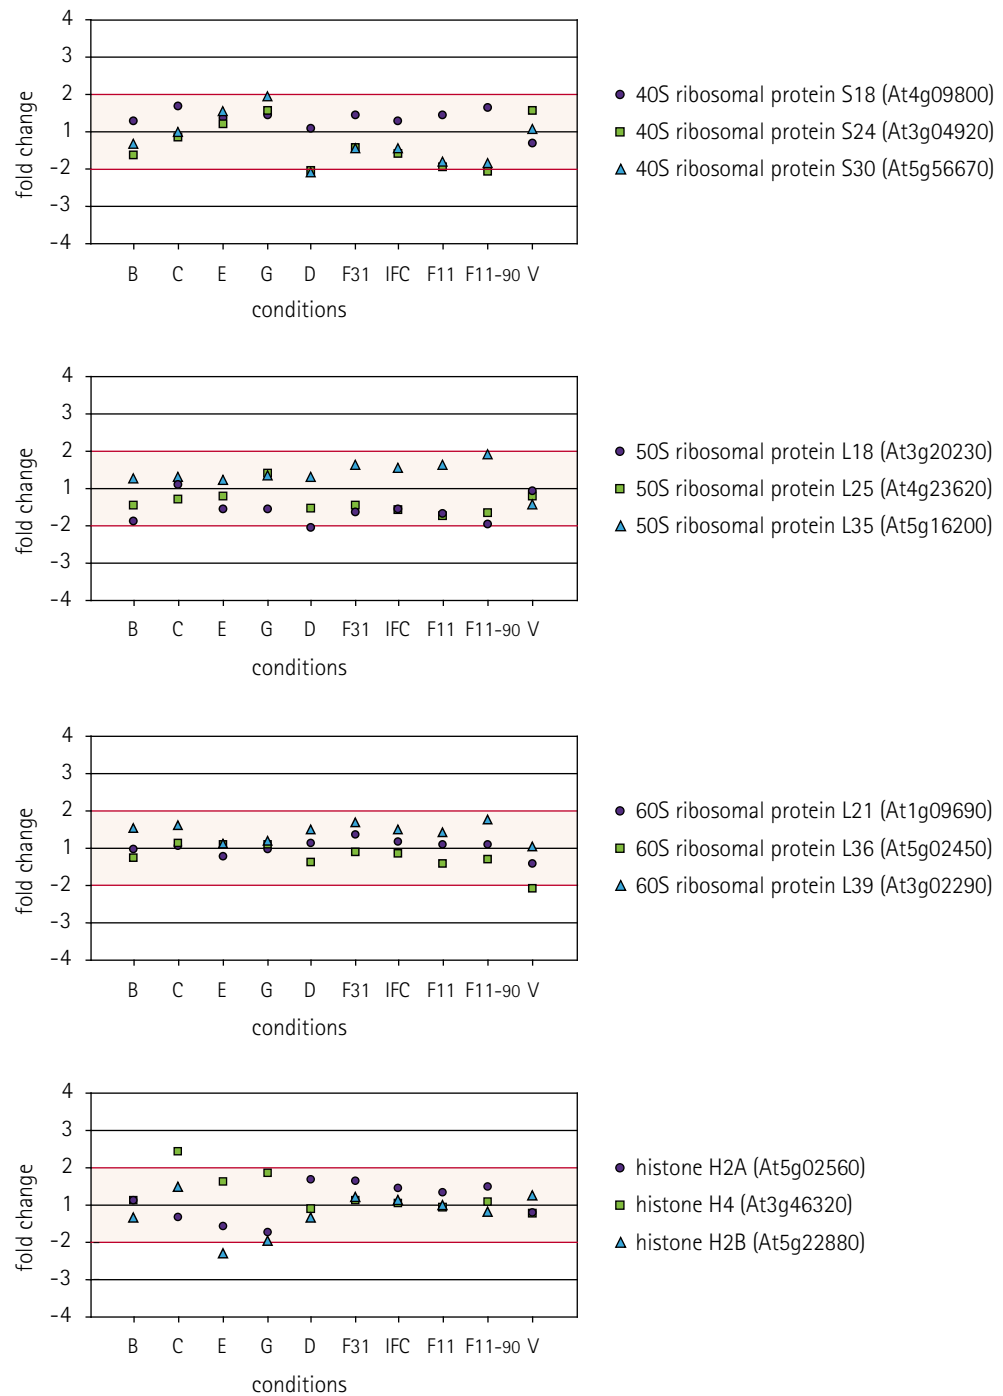 4
3
2
1
-2
-3
-4
fold change
B C E G D F31 IFC F11 F11-90 V
conditions
40S ribosomal protein S18 (At4g09800)
40S ribosomal protein S24 (At3g04920)
40S ribosomal protein S30 (At5g56670)
4
3
2
1
-2
-3
-4
fold change
B C E G D F31 IFC F11 F11-90 V
conditions
50S ribosomal protein L18 (At3g20230)
50S ribosomal protein L25 (At4g23620)
50S ribosomal protein L35 (At5g16200)
4
3
2
1
-2
-3
-4
fold change
B C E G D F31 IFC F11 F11-90 V
conditions
60S ribosomal protein L21 (At1g09690)
60S ribosomal protein L36 (At5g02450)
60S ribosomal protein L39 (At3g02290)
4
3
2
1
-2
-3
-4
fold change
B C E G D F31 IFC F11 F11-90 V
conditions
histone H2A (At5g02560)
histone H4 (At3g46320)
histone H2B (At5g22880)